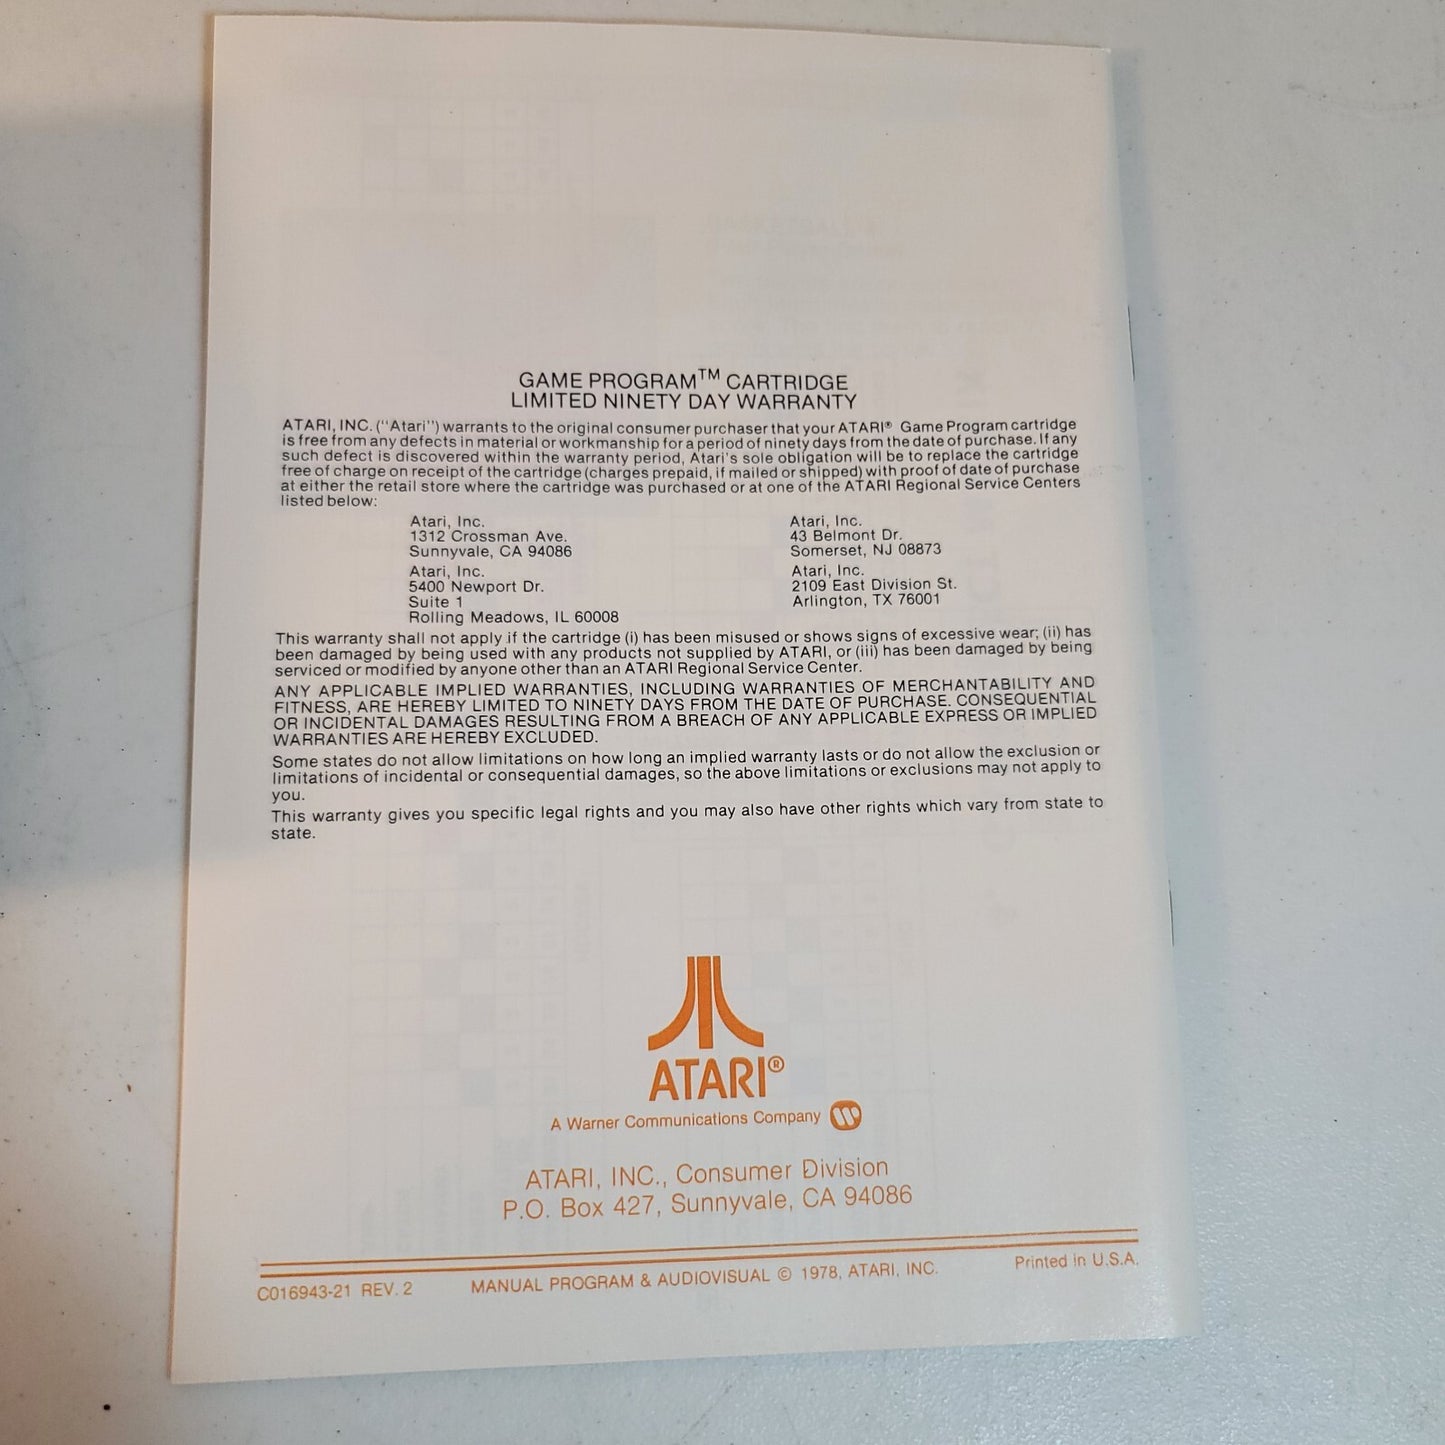 GAME PROGRAM™ CARTRIDGE
LIMITED NINETY DAY WARRANTY
ATARI, INC. ("Atari") warrants to the original consumer purchaser that your ATARI® Game Program cartridge
is free from any defects in material or workmanship for a period of ninety days from the date of purchase. If any
such defect is discovered within the warranty period, Atari's sole obligation will be to replace the cartridge
free of charge on receipt of the cartridge (charges prepaid, if mailed or shipped) with proof of date of purchase
at either the retail store where the cartridge was purchased or at one of the ATARI Regional Service Centers
listed below:
Atari, Inc.
1312 Crossman Ave.
Sunnyvale, CA 94086
Atari, Inc.
5400 Newport Dr.
Suite 1
Rolling Meadows, IL 60008
Atari, Inc.
43 Belmont Dr.
Somerset, NJ 08873
Atari, Inc.
2109 East Division St.
Arlington, TX 76001
This warranty shall not apply if the cartridge (i) has been misused or shows signs of excessive wear; (ii) has
been damaged by being used with any products not supplied by ATARI, or (iii) has been damaged by being
serviced or modified by anyone other than an ATARI Regional Service Center.
ANY APPLICABLE IMPLIED WARRANTIES, INCLUDING WARRANTIES OF MERCHANTABILITY AND
FITNESS, ARE HEREBY LIMITED TO NINETY DAYS FROM THE DATE OF PURCHASE. CONSEQUENTIAL
OR INCIDENTAL DAMAGES RESULTING FROM A BREACH OF ANY APPLICABLE EXPRESS OR IMPLIED
WARRANTIES ARE HEREBY EXCLUDED.
Some states do not allow limitations on how long an implied warranty lasts or do not allow the exclusion or
limitations of incidental or consequential damages, so the above limitations or exclusions may not apply to
you.
This warranty gives you specific legal rights and you may also have other rights which vary from state to
state.
ATARI®
A Warner Communications Company
ATARI, INC., Consumer Division
P.O. Box 427, Sunnyvale, CA 94086
C016943-21 REV. 2 MANUAL PROGRAM & AUDIOVISUAL © 1978, ATARI, INC. Printed in U.S.A.